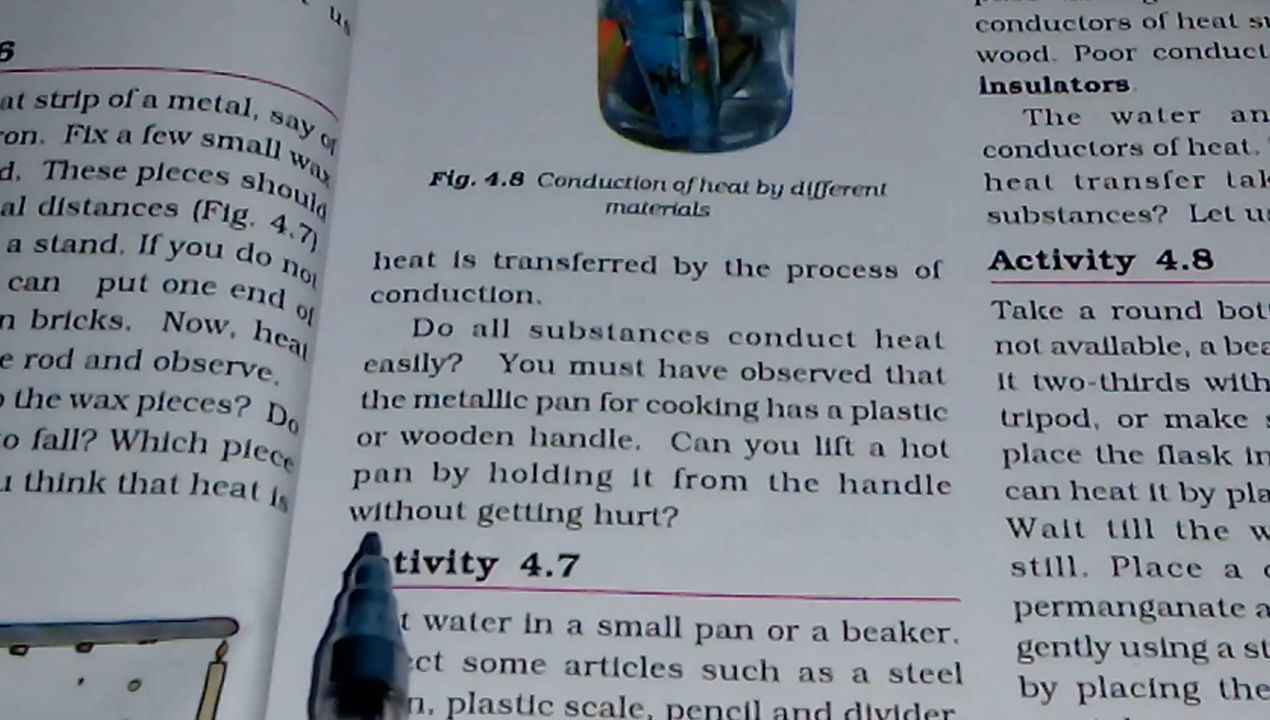 us
6
at strip of a metal, say of
ron. Fix a few small wax
d. These pieces should
al distances (Fig. 4.7)
a stand. If you do not
can put one end of
n bricks. Now, heat
e rod and observe.
o the wax pieces? Do
to fall? Which piece
u think that heat is
Fig. 4.8 Conduction of heat by different
materials
heat is transferred by the process of
conduction.
Do all substances conduct heat
easily? You must have observed that
the metallic pan for cooking has a plastic
or wooden handle. Can you lift a hot
pan by holding it from the handle
without getting hurt?
tivity 4.7
t water in a small pan or a beaker.
ect some articles such as a steel
n, plastic scale, pencil and divider
conductors of heat su
wood. Poor conduct
insulators.
The water an
conductors of heat.
heat transfer tak
substances? Let us
Activity 4.8
Take a round bott
not available, a bea
it two-thirds with
tripod, or make s
place the flask in
can heat it by pla
Wait till the w
still. Place a c
permanganate a
gently using a st
by placing the